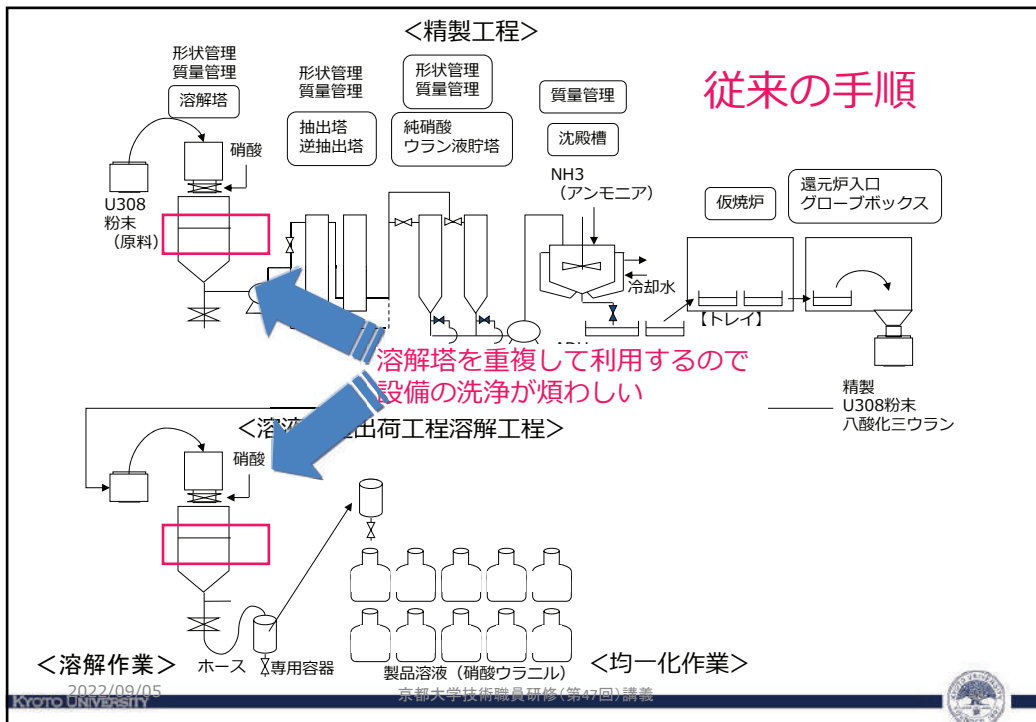 ＜精製工程＞
従来の手順
形状管理
質量管理
溶解塔
形状管理
質量管理
抽出塔
逆抽出塔
形状管理
質量管理
純硝酸
ウラン液貯塔
質量管理
沈殿槽
NH3
（アンモニア）
仮焼炉
還元炉入口
グローブボックス
硝酸
U308
粉末
（原料）
冷却水
【トレイ】
溶解塔を重複して利用するので
設備の洗浄が煩わしい
精製
U308粉末
八酸化三ウラン
＜溶液
出荷工程溶解工程＞
硝酸
＜溶解作業＞
ホース
専用容器
製品溶液（硝酸ウラニル）
＜均一化作業＞
2022/09/05
京都大学技術職員研修（第47回）講義
KYOTO UNIVERSITY